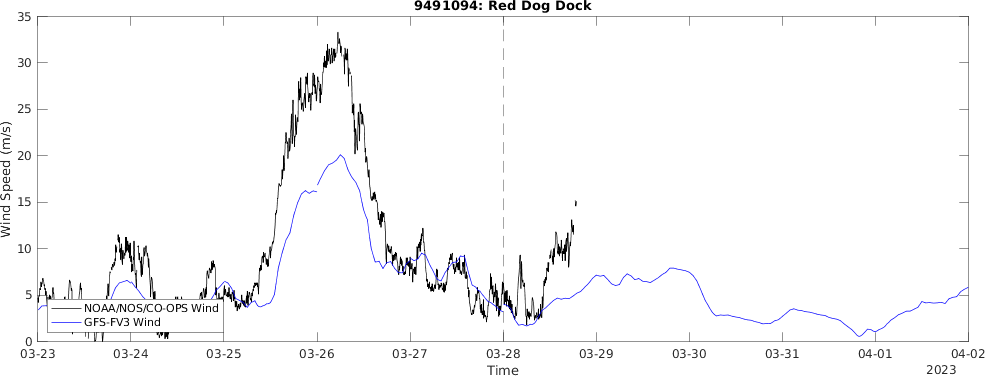 9491094: Red Dog Dock
Wind Speed (m/s)
35
30
25
20
15
10
5
0
NOAA/NOS/CO-OPS Wind
GFS-FV3 Wind
03-23 03-24 03-25 03-26 03-27 03-28 03-29 03-30 03-31 04-01 04-02
Time
2023